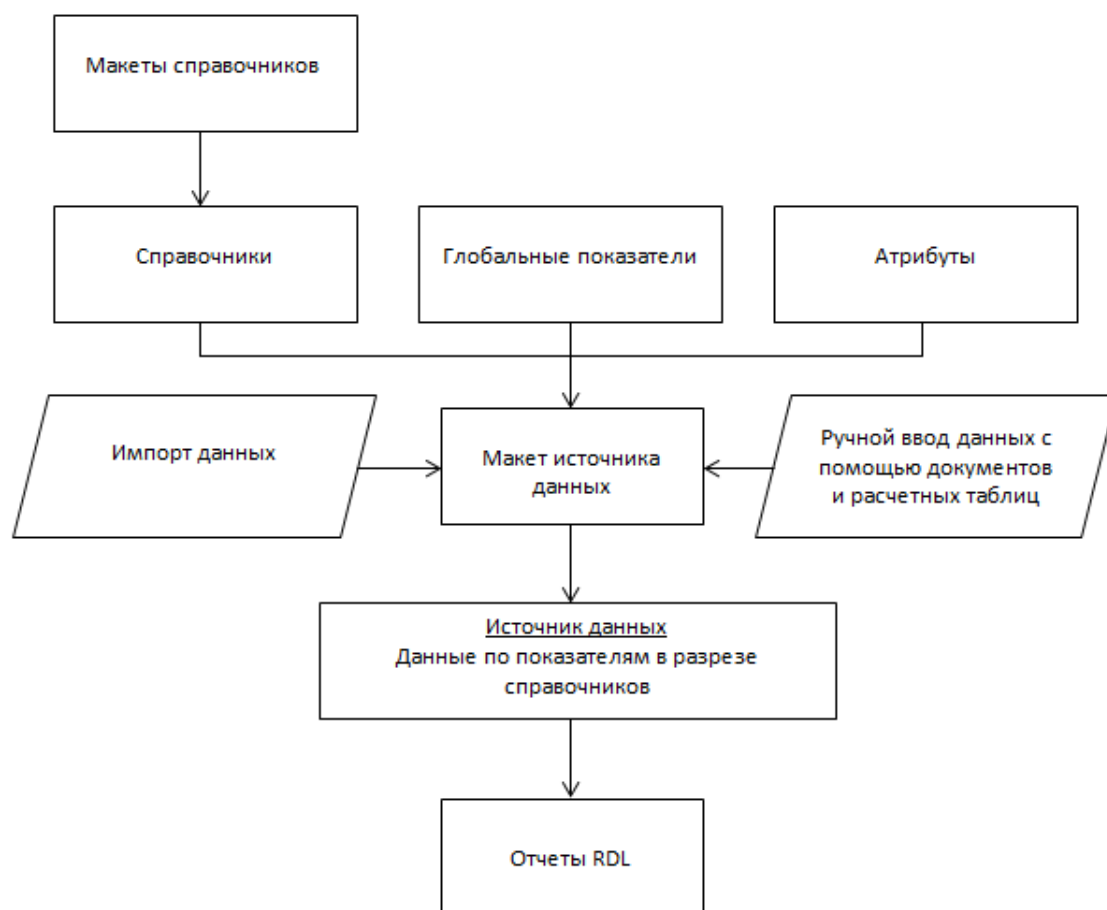 Макеты справочников
Справочники
Глобальные показатели
Атрибуты
Импорт данных
Макет источника
данных
Ручной ввод данных с
помощью документов
и расчетных таблиц
Источник данных
Данные по показателям в разрезе
справочников
Отчеты RDL